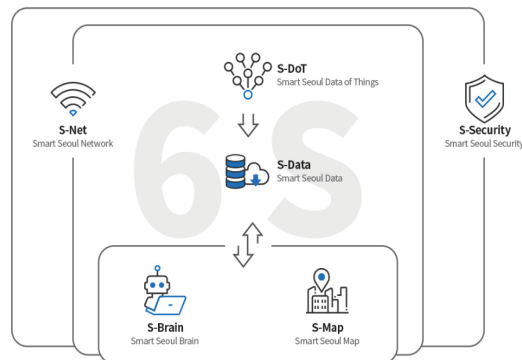 S-DoT
Smart Seoul Data of Things
S-Net
Smart Seoul Network
S-Security
Smart Seoul Security
6S
S-Data
Smart Seoul Data
S-Brain
Smart Seoul Brain
S-Map
Smart Seoul Map